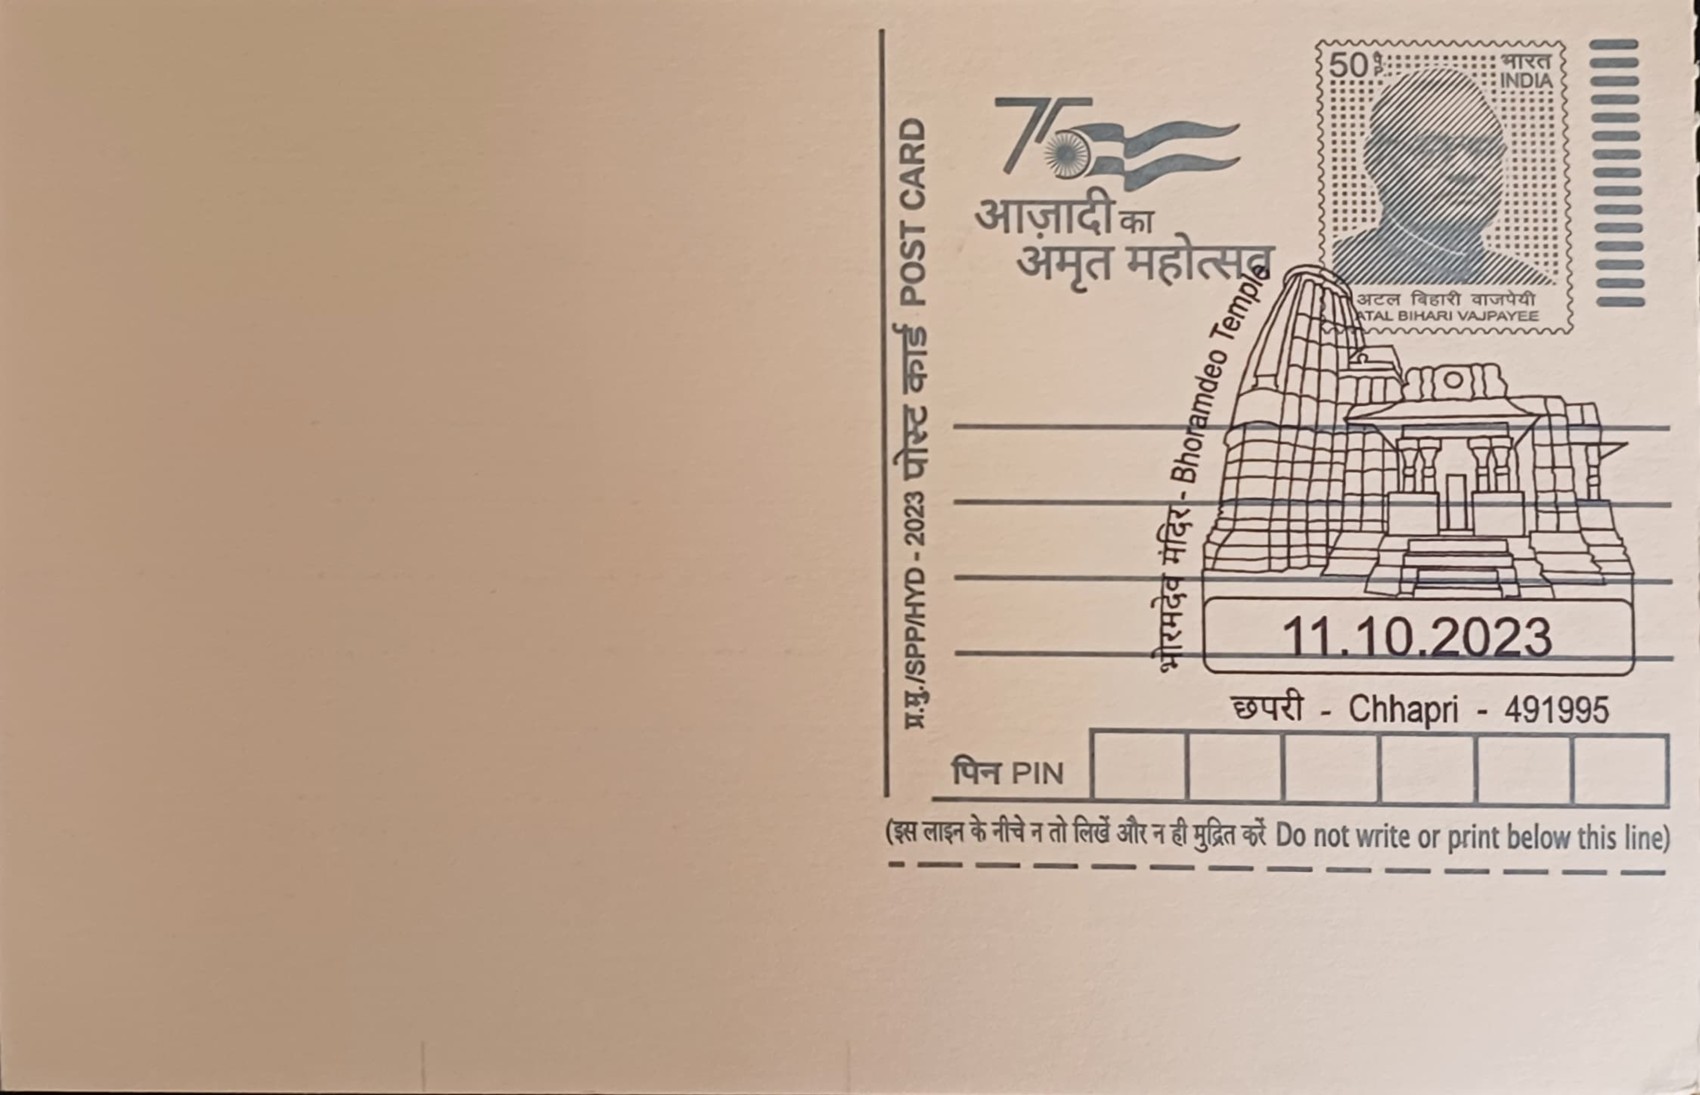 प्र.मु./SPP/HYD - 2023 पोस्ट कार्ड POST CARD
75
आज़ादी का
अमृत महोत्सव
50 पै. P.
भारत
INDIA
अटल बिहारी वाजपेयी
ATAL BIHARI VAJPAYEE
भोरमदेव मंदिर - Bhoramdeo Temple
11.10.2023
छपरी - Chhapri - 491995
पिन PIN
(इस लाइन के नीचे न तो लिखें और न ही मुद्रित करें Do not write or print below this line)